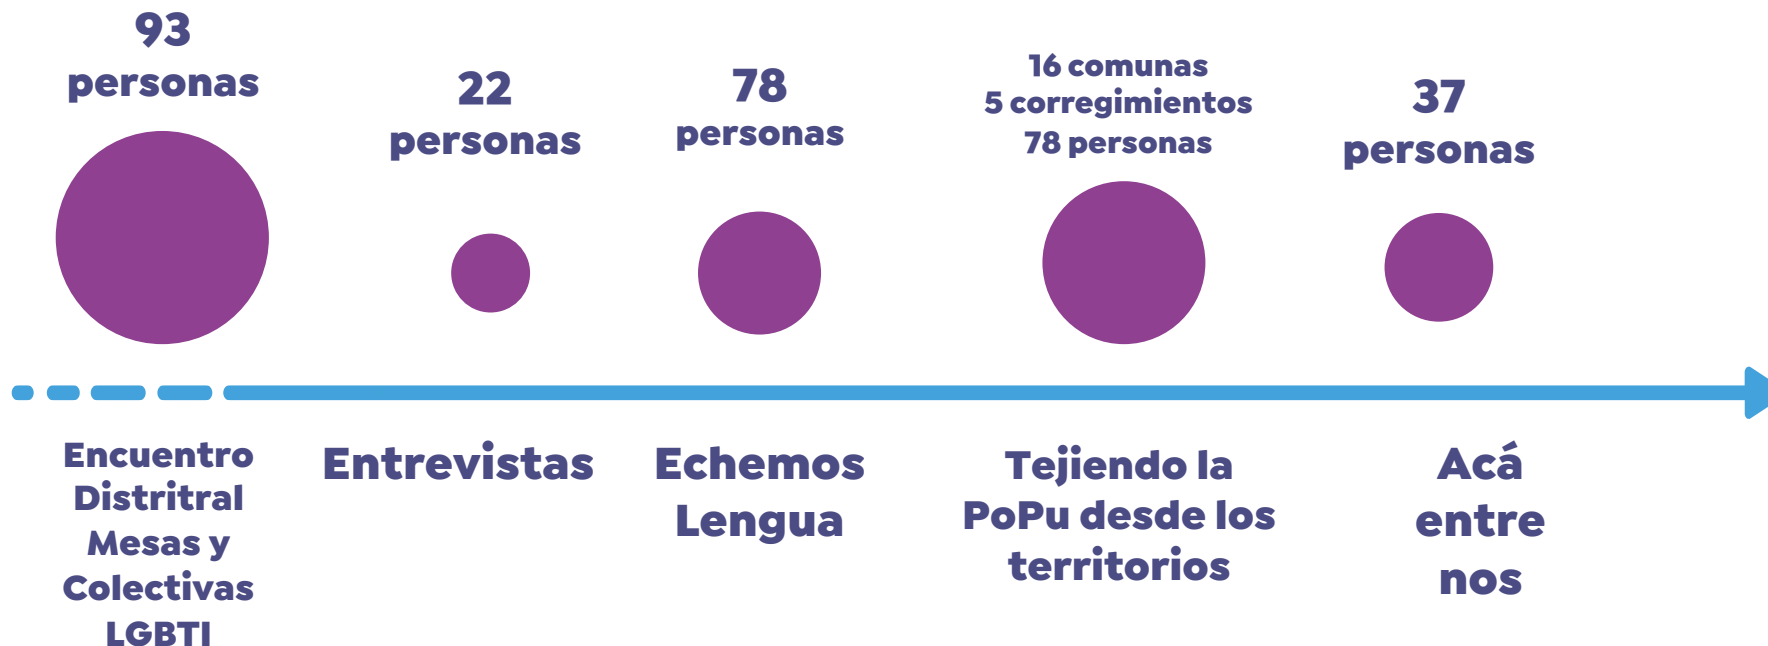 93
personas
22
personas
78
personas
16 comunas
5 corregimientos
78 personas
37
personas
Encuentro
Distritral
Mesas y
Colectivas
LGBTI
Entrevistas
Echemos
Lengua
Tejiendo la
PoPu desde los
territorios
Acá
entre
nos